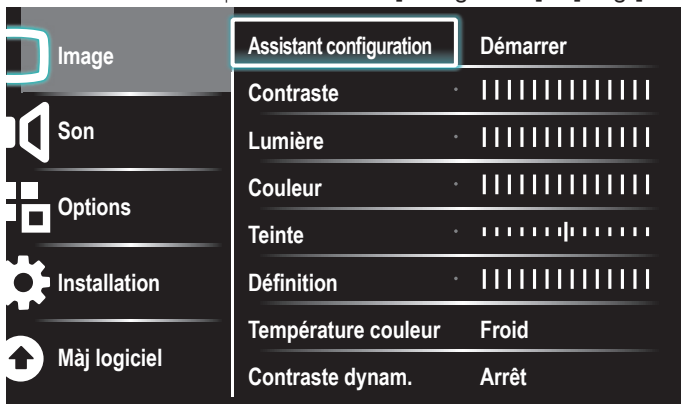 Image
Son
Options
Installation
Màj logiciel
Assistant configuration Démarrer
Contraste
Lumière
Couleur
Teinte
Définition
Température couleur Froid
Contraste dynam. Arrêt